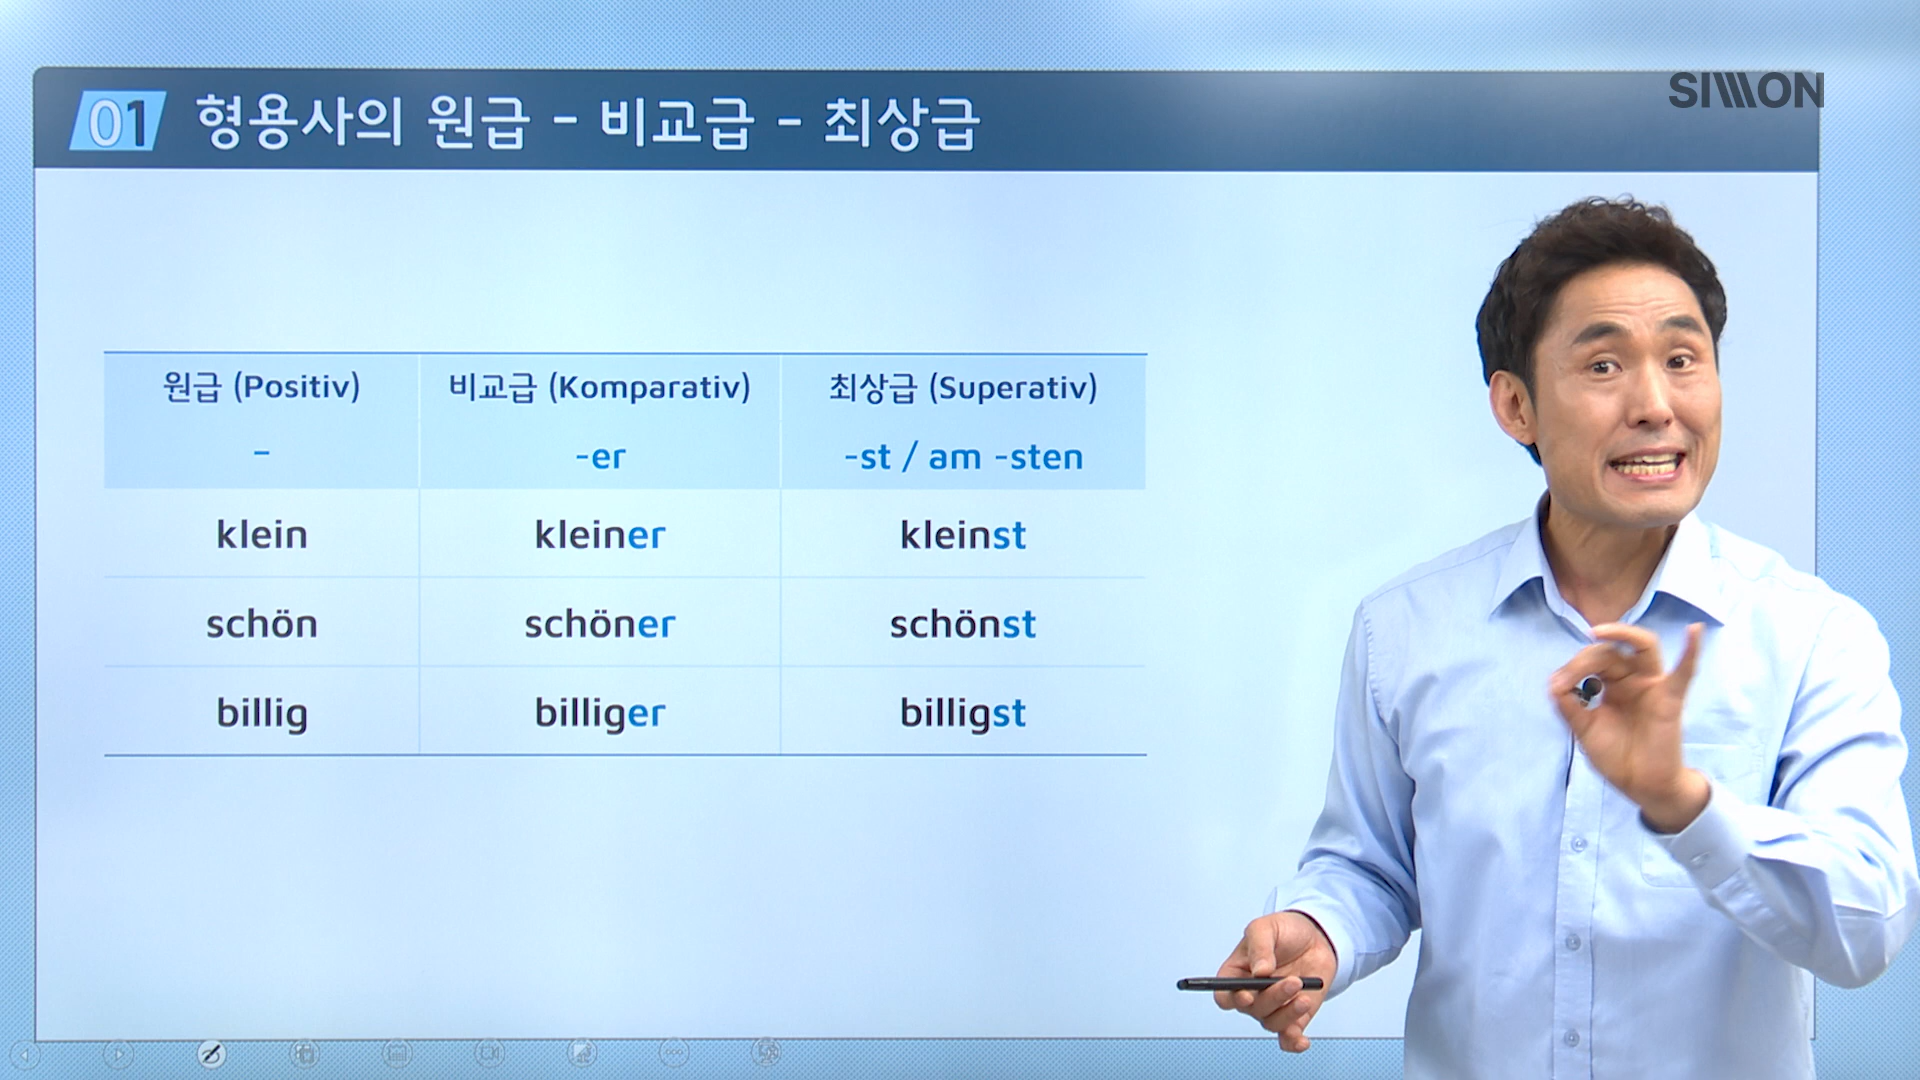 SIWON
01 형용사의 원급 - 비교급 - 최상급
원급 (Positiv) 비교급 (Komparativ) 최상급 (Superativ)
- -er -st / am -sten
klein kleiner kleinst
schön schöner schönst
billig billiger billigst